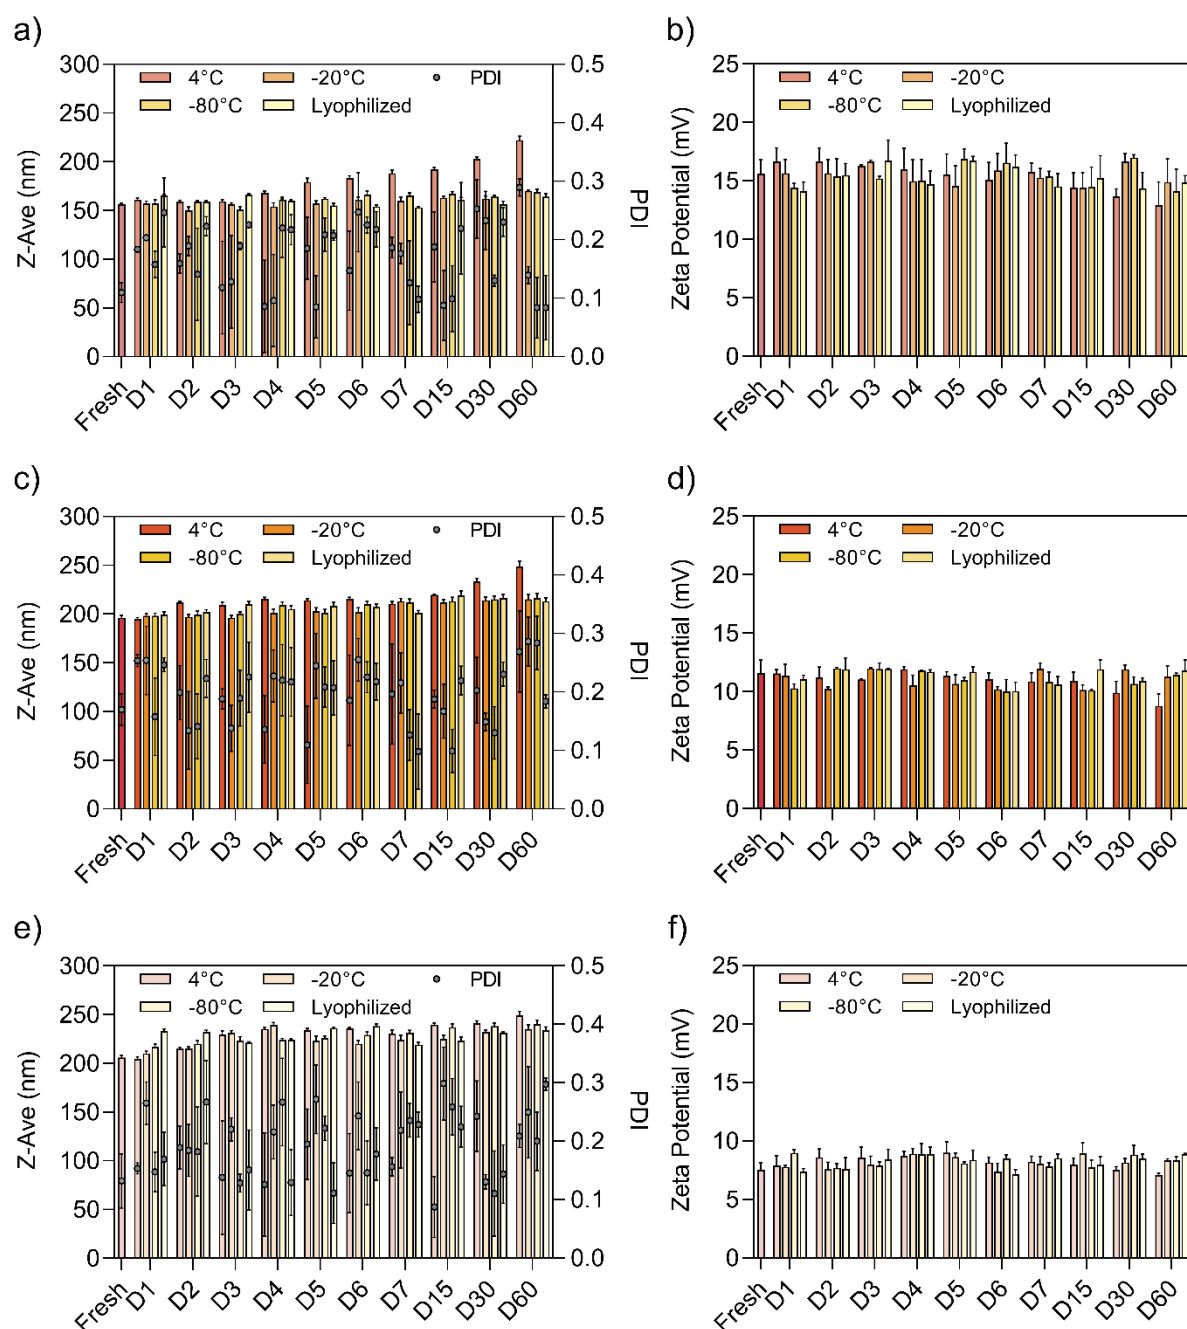 a)
300
250
200
150
100
50
0
Z-Ave (nm)
4°C
-20°C
PDI
-80°C
Lyophilized
0.5
0.4
0.3
0.2
0.1
0.0
PDI
Fresh D1 D2 D3 D4 D5 D6 D7 D15 D30 D60
b)
25
20
15
10
5
0
Zeta Potential (mV)
4°C
-20°C
-80°C
Lyophilized
Fresh D1 D2 D3 D4 D5 D6 D7 D15 D30 D60
c)
300
250
200
150
100
50
0
Z-Ave (nm)
4°C
-20°C
PDI
-80°C
Lyophilized
0.5
0.4
0.3
0.2
0.1
0.0
PDI
Fresh D1 D2 D3 D4 D5 D6 D7 D15 D30 D60
d)
25
20
15
10
5
0
Zeta Potential (mV)
4°C
-20°C
-80°C
Lyophilized
Fresh D1 D2 D3 D4 D5 D6 D7 D15 D30 D60
e)
300
250
200
150
100
50
0
Z-Ave (nm)
4°C
-20°C
PDI
-80°C
Lyophilized
0.5
0.4
0.3
0.2
0.1
0.0
PDI
Fresh D1 D2 D3 D4 D5 D6 D7 D15 D30 D60
f)
25
20
15
10
5
0
Zeta Potential (mV)
4°C
-20°C
-80°C
Lyophilized
Fresh D1 D2 D3 D4 D5 D6 D7 D15 D30 D60